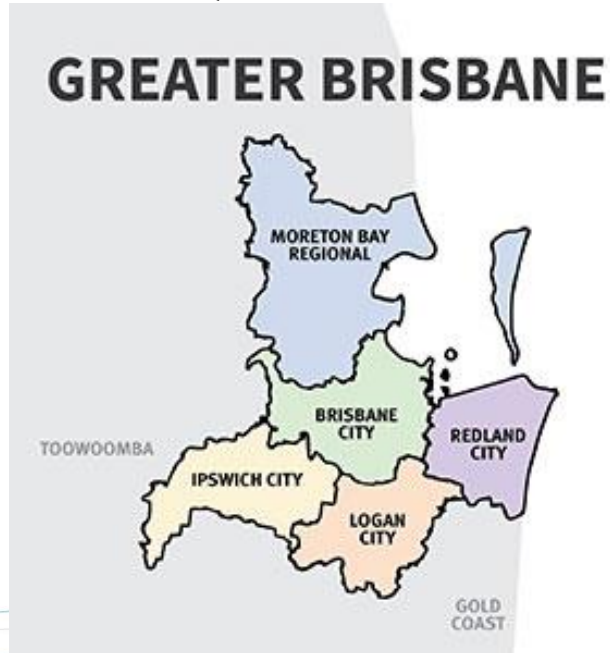 GREATER BRISBANE
MORETON BAY
REGIONAL
BRISBANE
CITY
REDLAND
CITY
TOOWOOMBA
IPSWICH CITY
LOGAN
CITY
GOLD
COAST